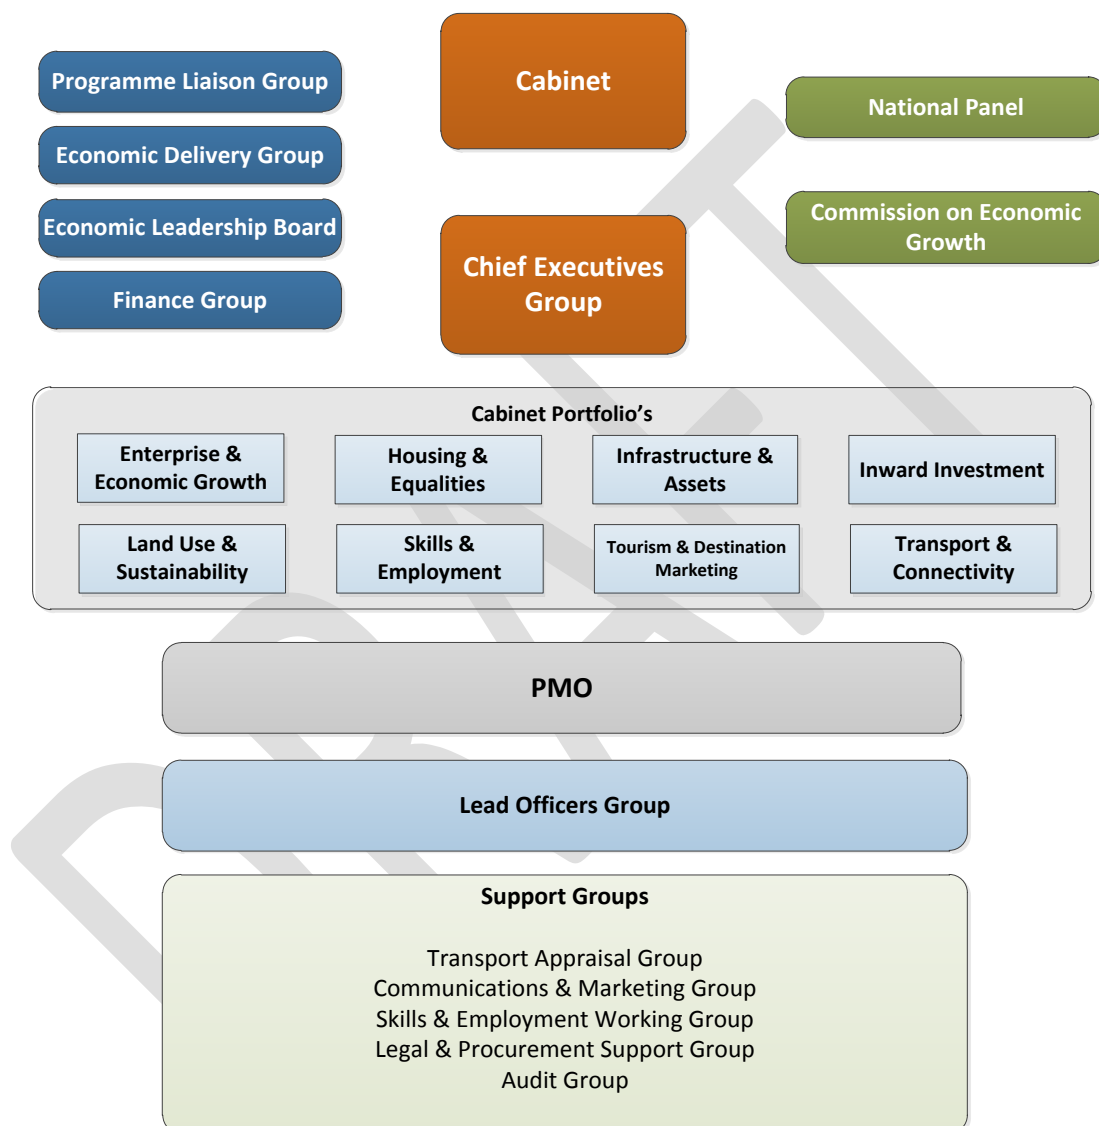 Programme Liaison Group
Economic Delivery Group
Economic Leadership Board
Finance Group
Cabinet
Chief Executives
Group
National Panel
Commission on Economic
Growth
Cabinet Portfolio's
Enterprise &
Economic Growth
Housing &
Equalities
Infrastructure &
Assets
Inward Investment
Land Use &
Sustainability
Skills &
Employment
Tourism & Destination
Marketing
Transport &
Connectivity
PMO
Lead Officers Group
Support Groups
Transport Appraisal Group
Communications & Marketing Group
Skills & Employment Working Group
Legal & Procurement Support Group
Audit Group
DRAFT